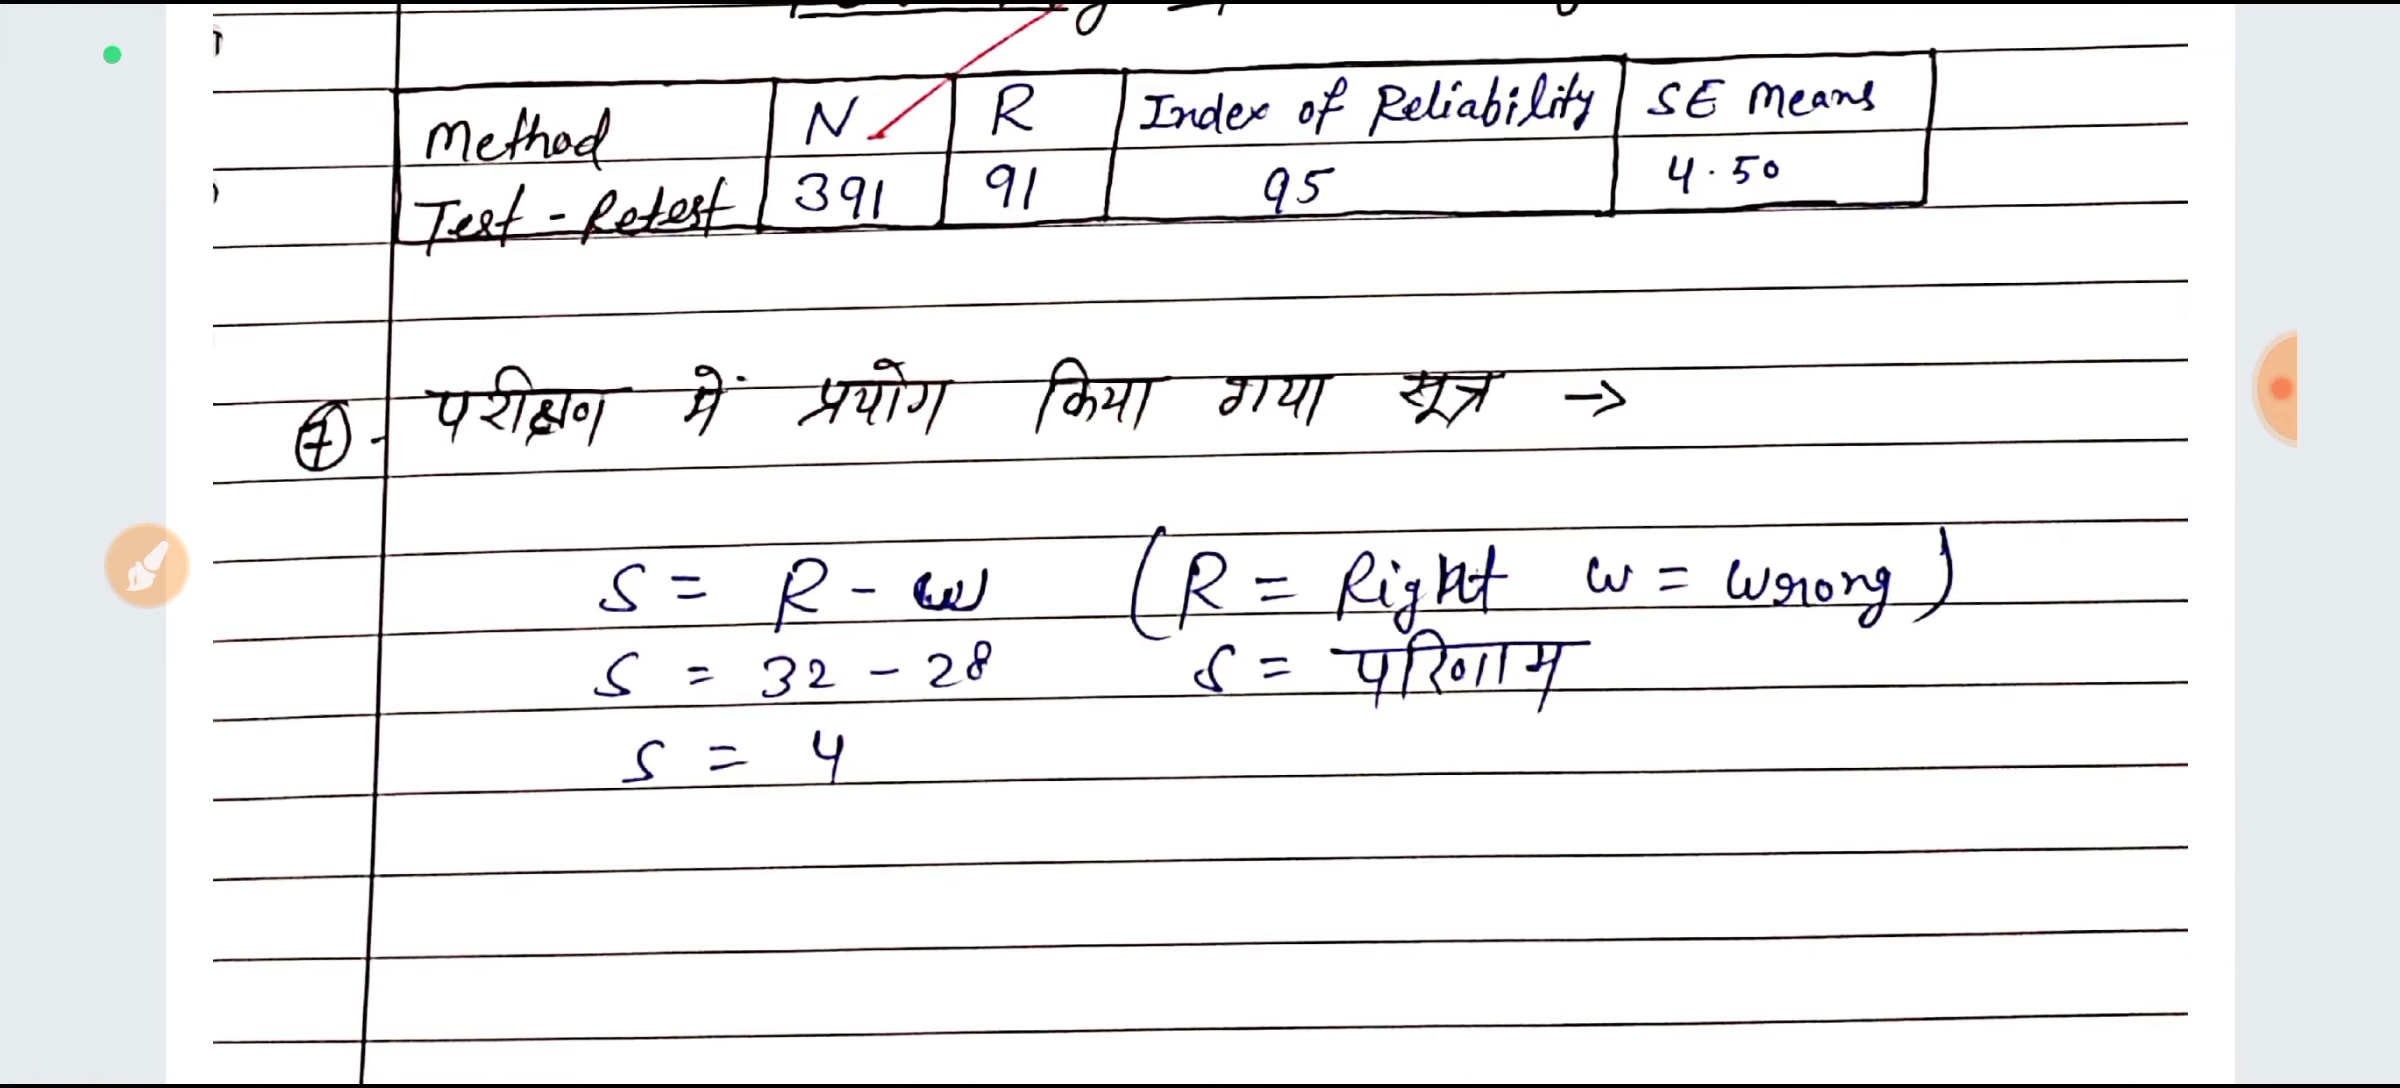 Method N R Index of Reliability SE Means
Test-Retest 391 91 95 4.50
⑦ - परीक्षण में प्रयोग किया गया सूत्र →
S = R - W (R = Right W = Wrong)
S = 32 - 28 S = परिणाम
S = 4